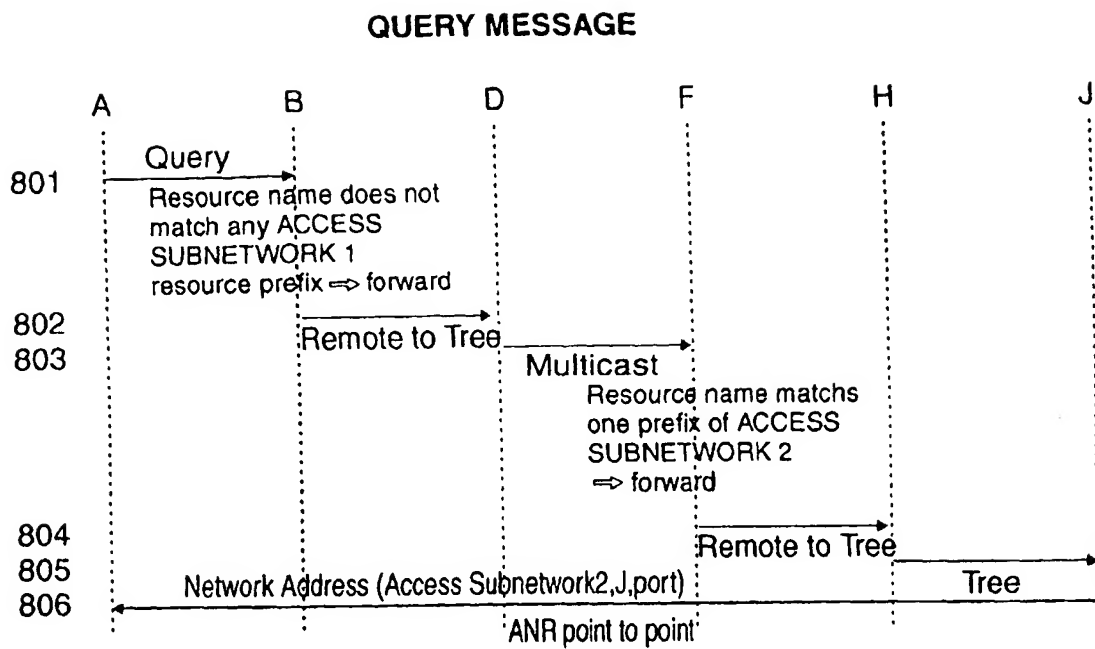 QUERY MESSAGE
A B D F H J
801 Query
Resource name does not
match any ACCESS
SUBNETWORK 1
resource prefix ⇒ forward
802 Remote to Tree
803 Multicast
Resource name matchs
one prefix of ACCESS
SUBNETWORK 2
⇒ forward
804 Remote to Tree
805 Tree
806 Network Address (Access Subnetwork2,J,port)
ANR point to point